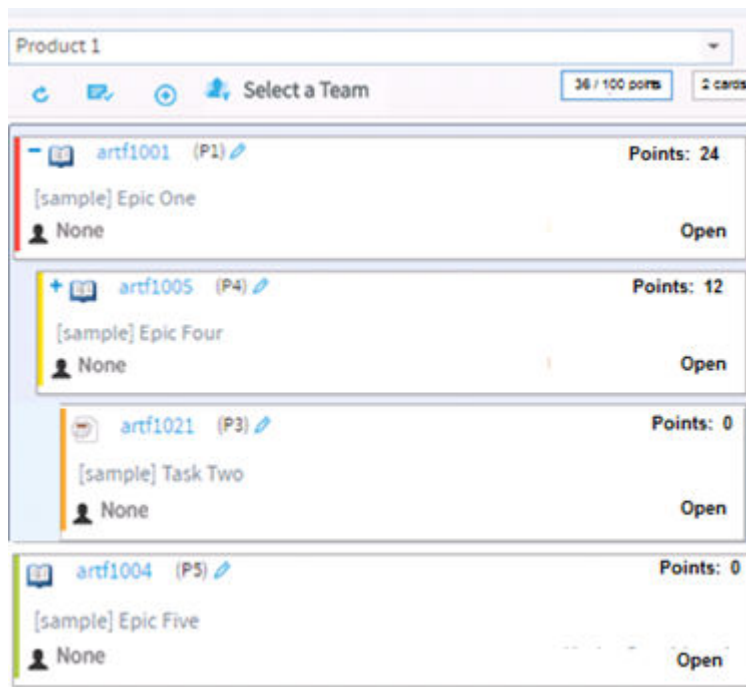 Product 1
Select a Team 36 / 100 points 2 cards
artf1001 (P1) Points: 24
[sample] Epic One
None Open
artf1005 (P4) Points: 12
[sample] Epic Four
None Open
artf1021 (P3) Points: 0
[sample] Task Two
None Open
artf1004 (P5) Points: 0
[sample] Epic Five
None Open